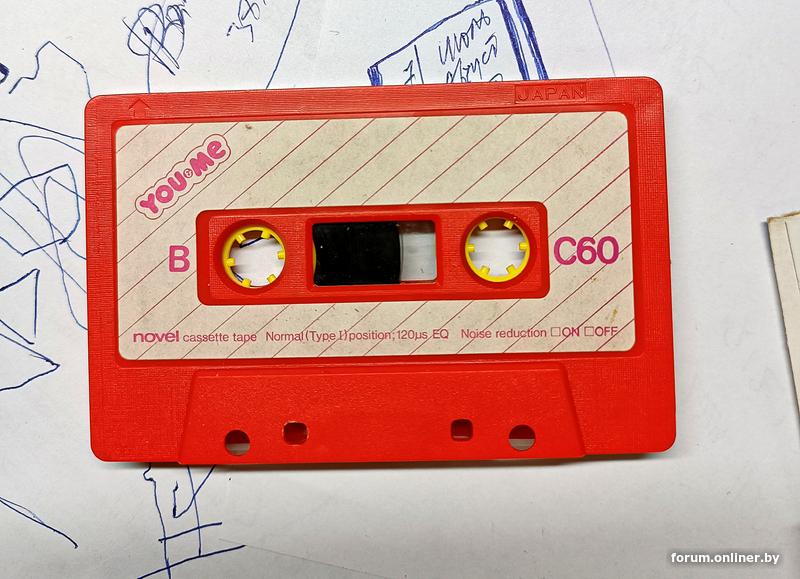 JAPAN
YOU & ME
B
C60
novel cassette tape Normal (Type I) position; 120µs EQ Noise reduction ☐ON ☐OFF
forum.onliner.by